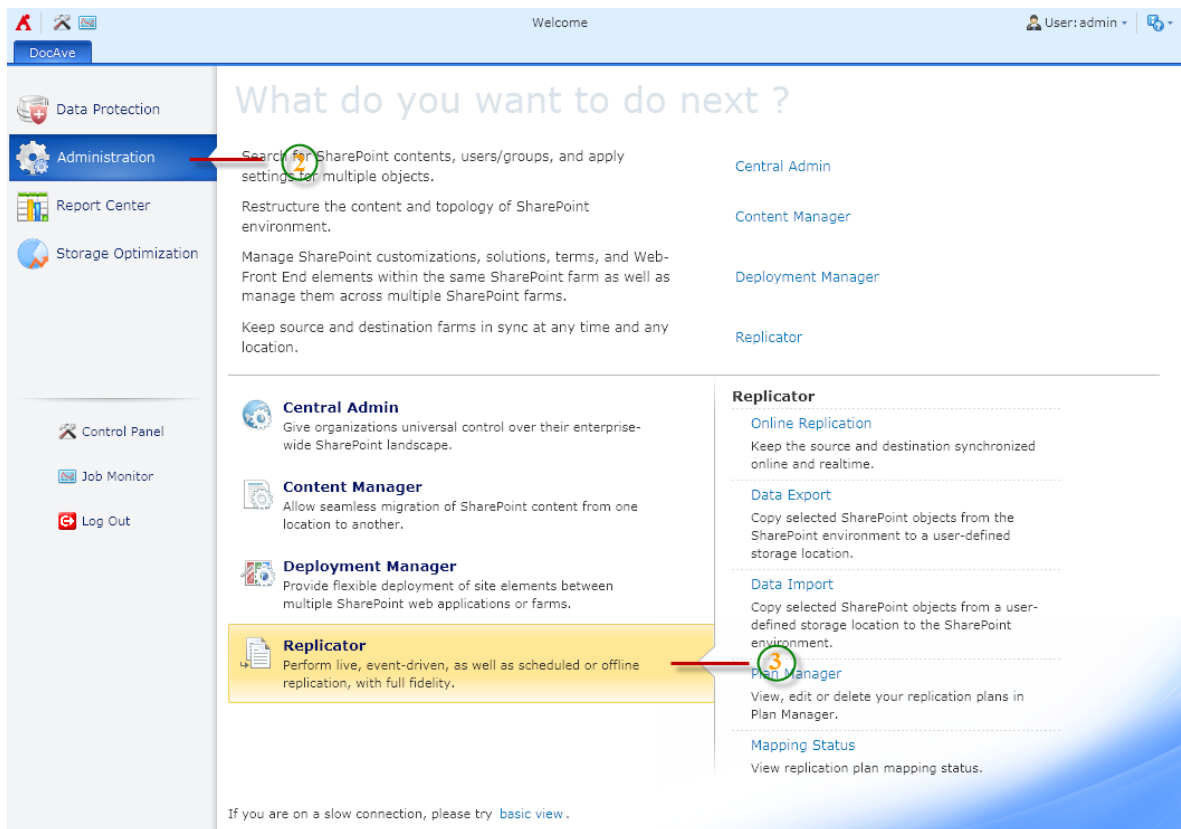 Welcome
User: admin
DocAve
Data Protection
Administration
Report Center
Storage Optimization
Control Panel
Job Monitor
Log Out
What do you want to do next ?
Search for SharePoint contents, users/groups, and apply
settings for multiple objects.
Central Admin
2
Restructure the content and topology of SharePoint
environment.
Content Manager
Manage SharePoint customizations, solutions, terms, and Web-
Front End elements within the same SharePoint farm as well as
manage them across multiple SharePoint farms.
Deployment Manager
Keep source and destination farms in sync at any time and any
location.
Replicator
Central Admin
Give organizations universal control over their enterprise-
wide SharePoint landscape.
Content Manager
Allow seamless migration of SharePoint content from one
location to another.
Deployment Manager
Provide flexible deployment of site elements between
multiple SharePoint web applications or farms.
Replicator
Perform live, event-driven, as well as scheduled or offline
replication, with full fidelity.
3
Replicator
Online Replication
Keep the source and destination synchronized
online and realtime.
Data Export
Copy selected SharePoint objects from the
SharePoint environment to a user-defined
storage location.
Data Import
Copy selected SharePoint objects from a user-
defined storage location to the SharePoint
environment.
Plan Manager
View, edit or delete your replication plans in
Plan Manager.
Mapping Status
View replication plan mapping status.
If you are on a slow connection, please try basic view .